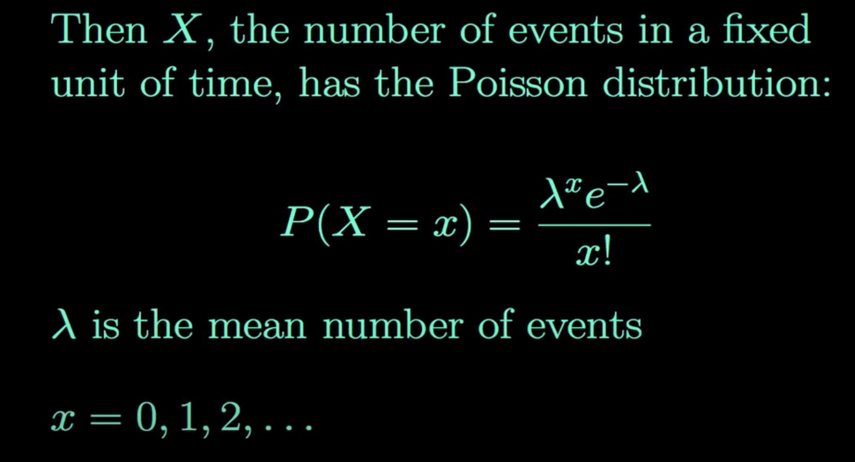 Then X, the number of events in a fixed
unit of time, has the Poisson distribution:
P(X = x) = \frac{λ^x e^{-λ}}{x!}
λ is the mean number of events
x = 0, 1, 2, . . .